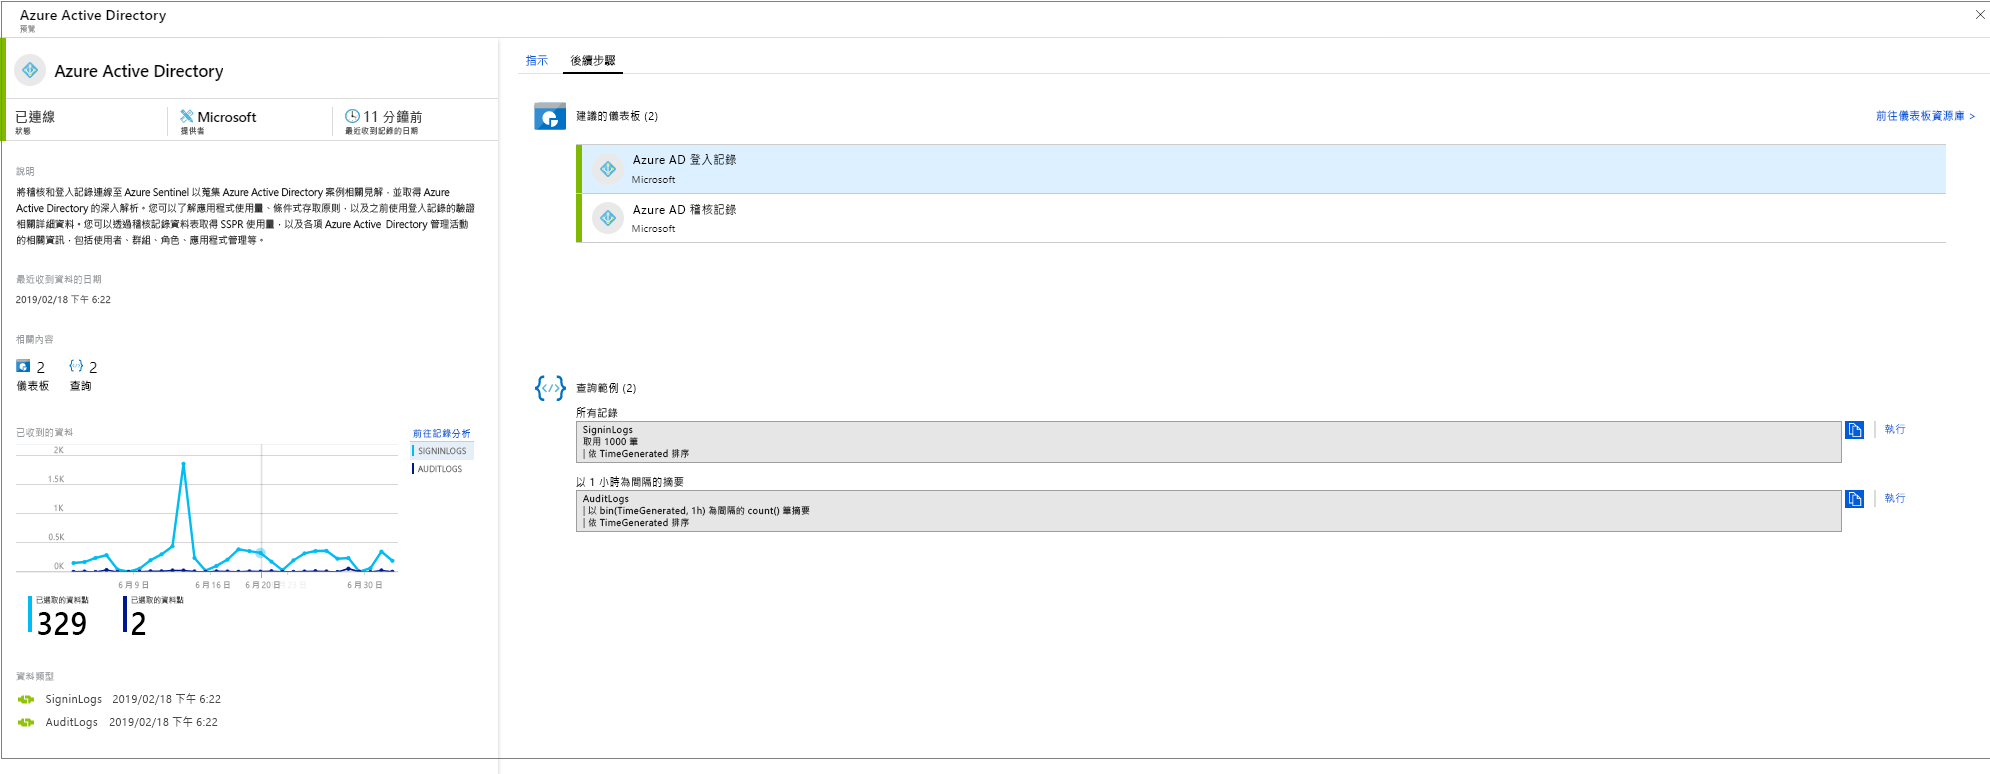 Azure Active Directory
預覽
Azure Active Directory
已連線
狀態
Microsoft
提供者
11 分鐘前
最近收到記錄的日期
說明
將稽核和登入記錄連線至 Azure Sentinel 以蒐集 Azure Active Directory 案例相關見解，並取得 Azure
Active Directory 的深入解析。您可以了解應用程式使用量、條件式存取原則，以及之前使用登入記錄的驗證
相關詳細資料。您可以透過稽核記錄資料表取得 SSPR 使用量，以及各項 Azure Active Directory 管理活動
的相關資訊，包括使用者、群組、角色、應用程式管理等。
最近收到資料的日期
2019/02/18 下午 6:22
相關內容
2
儀表板
2
查詢
已收到的資料
前往記錄分析
SIGNINLOGS
AUDITLOGS
2K
1.5K
1K
0.5K
0K
6 月 9 日
6 月 16 日
6 月 20 日
6 月 30 日
已選取的資料點
329
已選取的資料點
2
資料類型
SigninLogs 2019/02/18 下午 6:22
AuditLogs 2019/02/18 下午 6:22
指示
後續步驟
建議的儀表板 (2)
前往儀表板資源庫 >
Azure AD 登入記錄
Microsoft
Azure AD 稽核記錄
Microsoft
查詢範例 (2)
所有記錄
SigninLogs
取用 1000 筆
| 依 TimeGenerated 排序
執行
以 1 小時為間隔的摘要
AuditLogs
| 以 bin(TimeGenerated, 1h) 為間隔的 count() 筆摘要
| 依 TimeGenerated 排序
執行